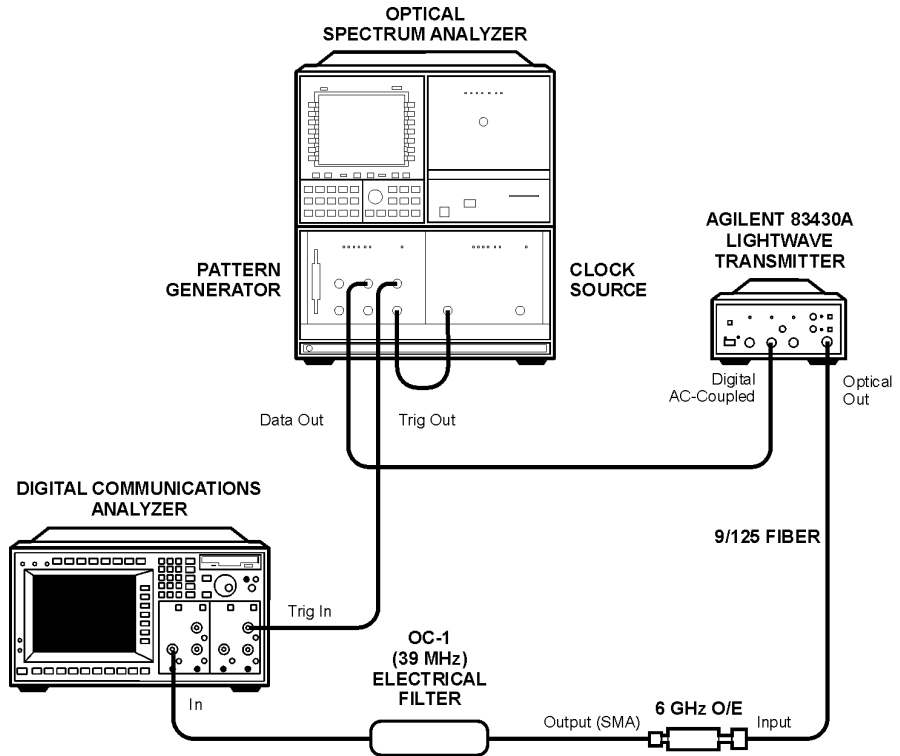 OPTICAL
SPECTRUM ANALYZER
AGILENT 83430A
LIGHTWAVE
TRANSMITTER
PATTERN
GENERATOR
CLOCK
SOURCE
Digital
AC-Coupled
Optical
Out
Data Out
Trig Out
DIGITAL COMMUNICATIONS
ANALYZER
9/125 FIBER
Trig In
OC-1
(39 MHz)
ELECTRICAL
FILTER
In
Output (SMA)
6 GHz O/E
Input